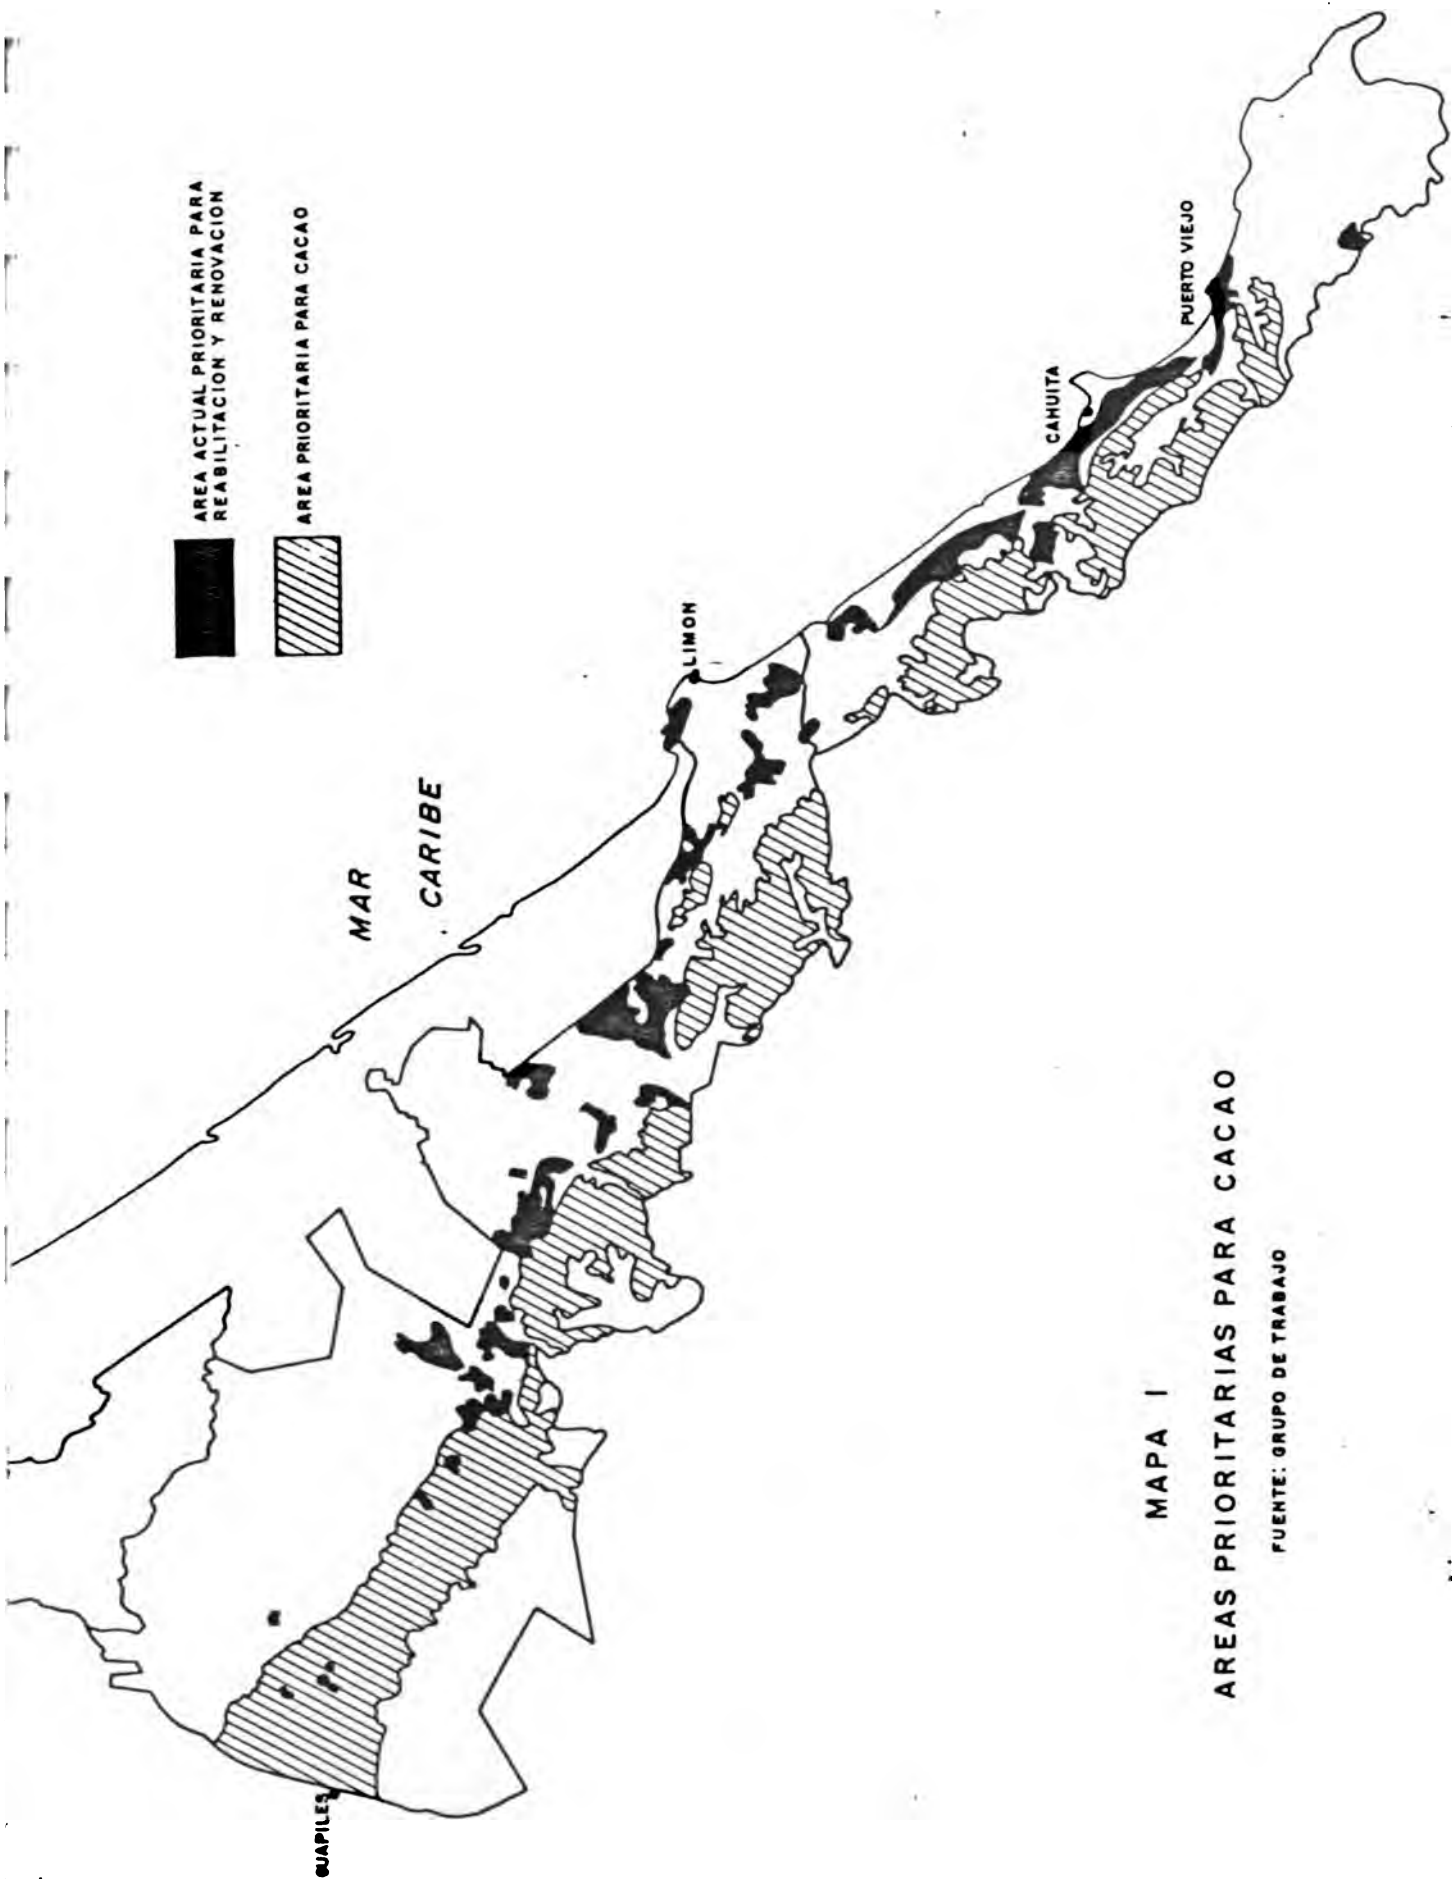 AREA ACTUAL PRIORITARIA PARA
REABILITACION Y RENOVACION
AREA PRIORITARIA PARA CACAO
MAR
CARIBE
GUAPILES
LIMON
CAHUITA
PUERTO VIEJO
MAPA I
AREAS PRIORITARIAS PARA CACAO
FUENTE: GRUPO DE TRABAJO